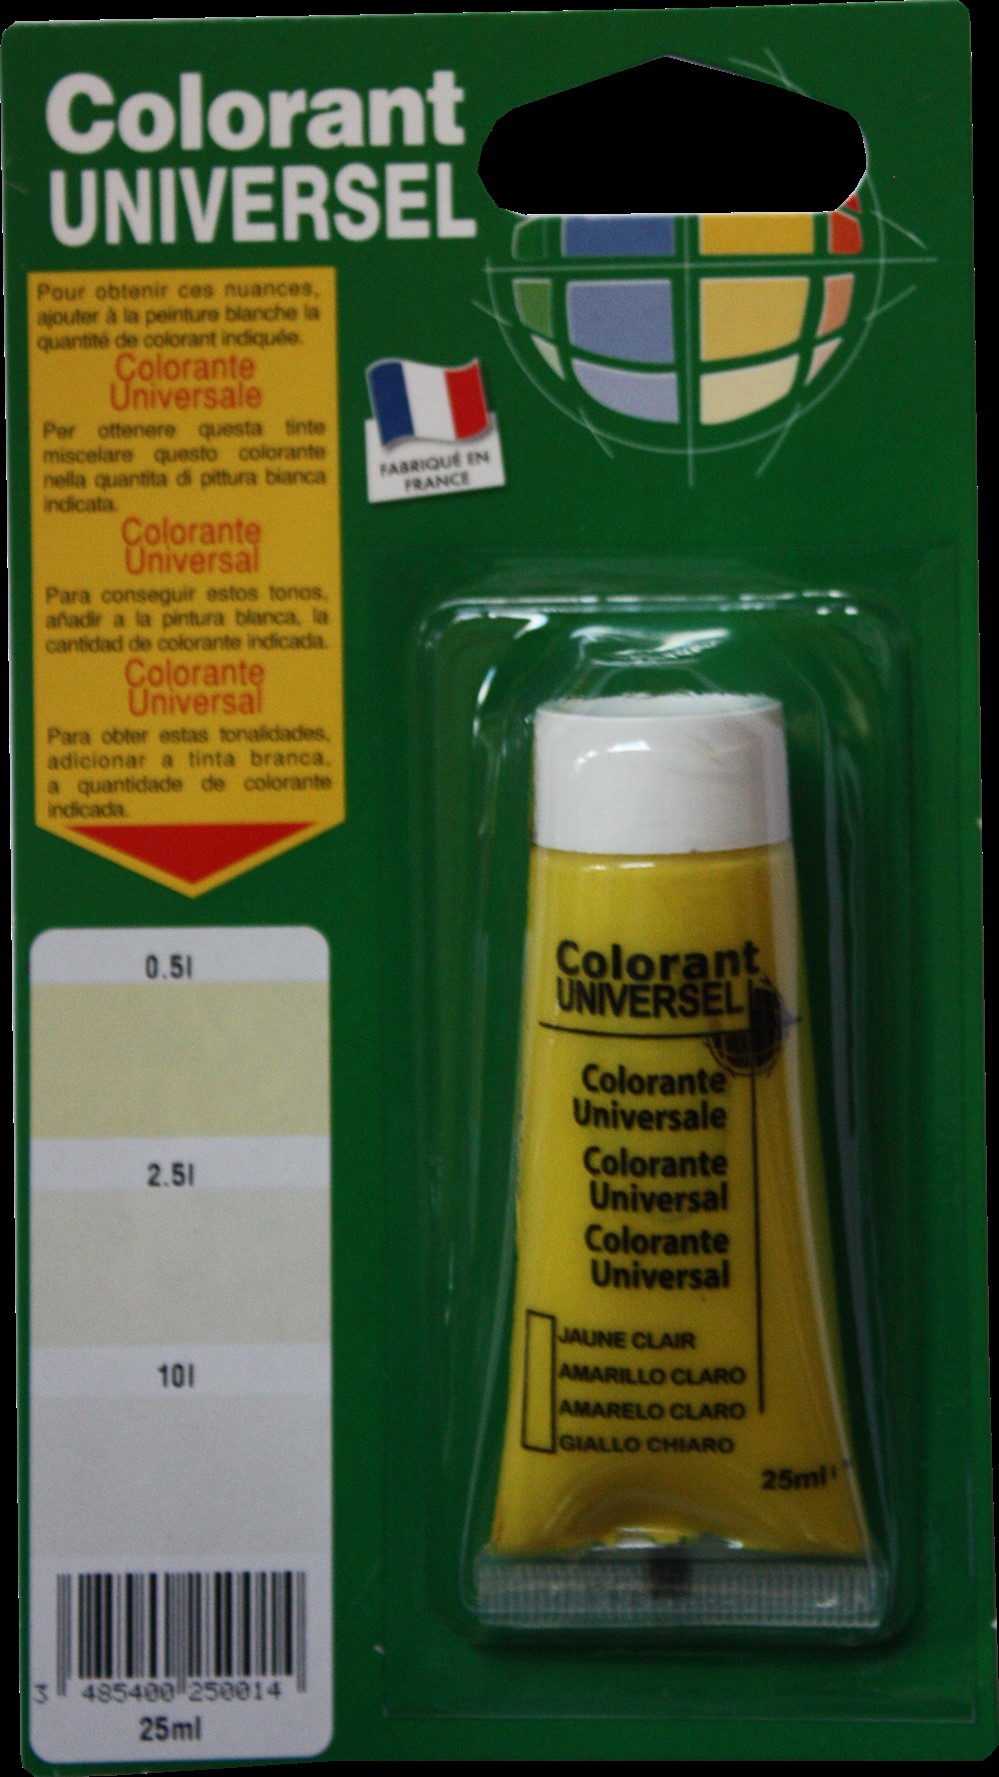 Colorant
UNIVERSEL
Pour obtenir ces nuances,
ajouter à la peinture blanche la
quantité de colorant indiquée.
Colorante
Universale
Per ottenere questa tinte
miscelare questo colorante
nella quantita di pittura bianca
indicata.
Colorante
Universal
Para conseguir estos tonos,
añadir a la pintura blanca, la
cantidad de colorante indicada.
Colorante
Universal
Para obter estas tonalidades,
adicionar a tinta branca,
a quantidade de colorante
indicada.
FABRIQUÉ EN
FRANCE
0.5l
2.5l
10l
3 485400 250014
25ml
Colorant
UNIVERSEL
Colorante
Universale
Colorante
Universal
Colorante
Universal
JAUNE CLAIR
AMARILLO CLARO
AMARELO CLARO
GIALLO CHIARO
25ml